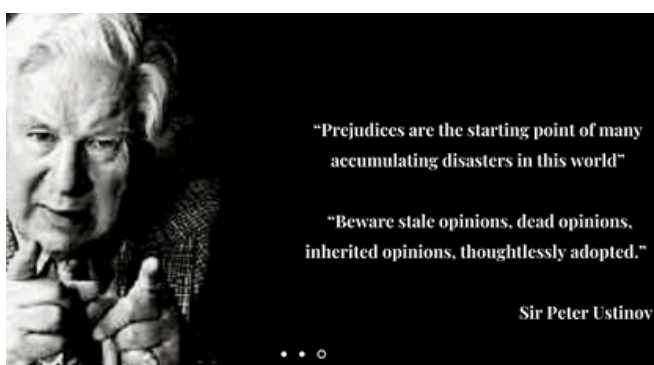 “Prejudices are the starting point of many
accumulating disasters in this world”
“Beware stale opinions, dead opinions,
inherited opinions, thoughtlessly adopted.”
Sir Peter Ustinov